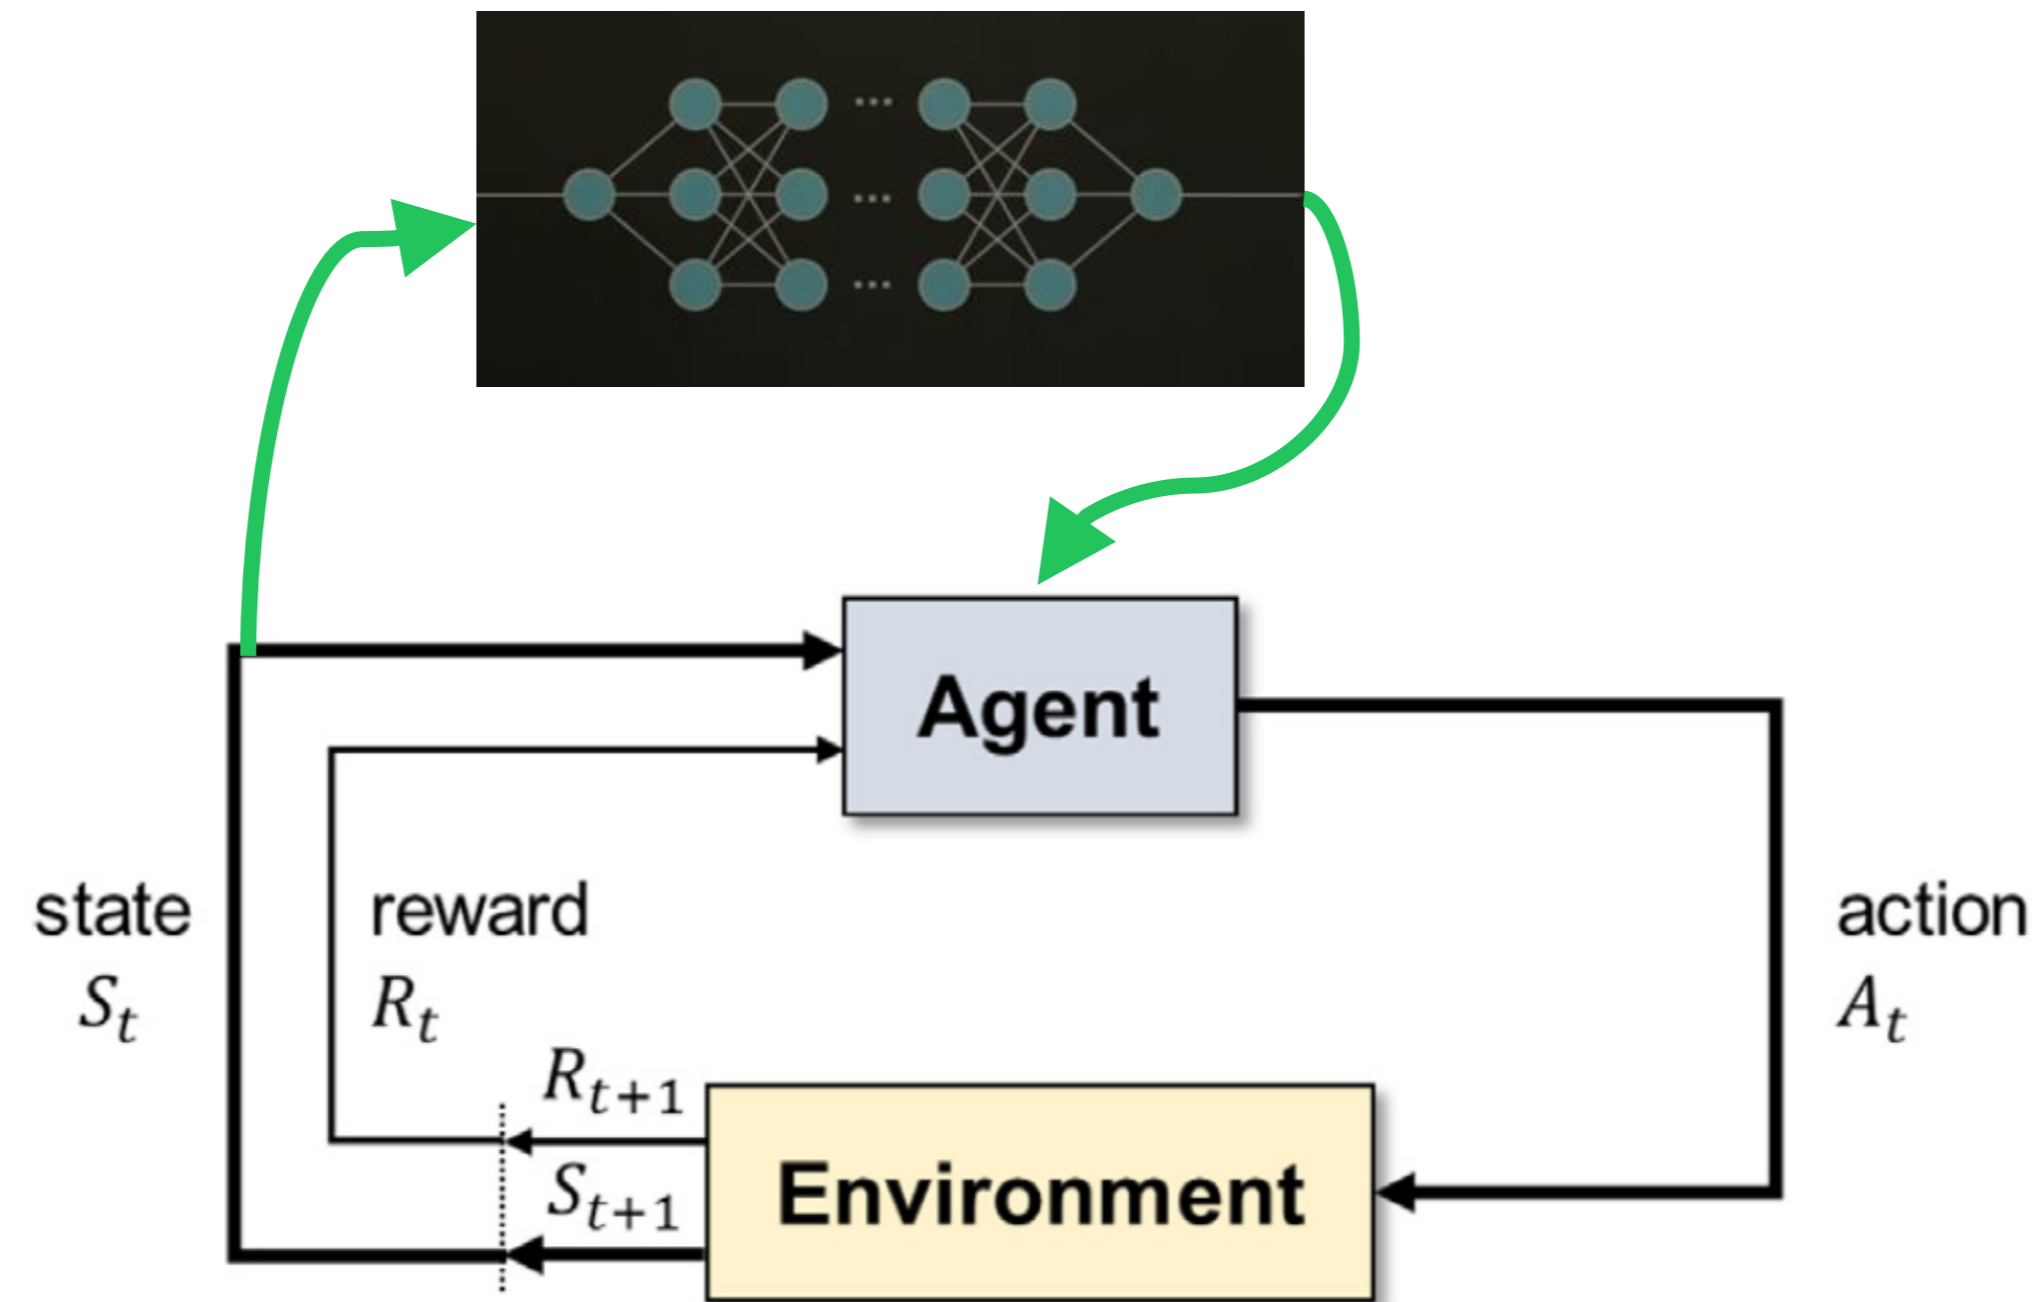 Agent
state
S_t
reward
R_t
action
A_t
R_{t+1}
S_{t+1}
Environment